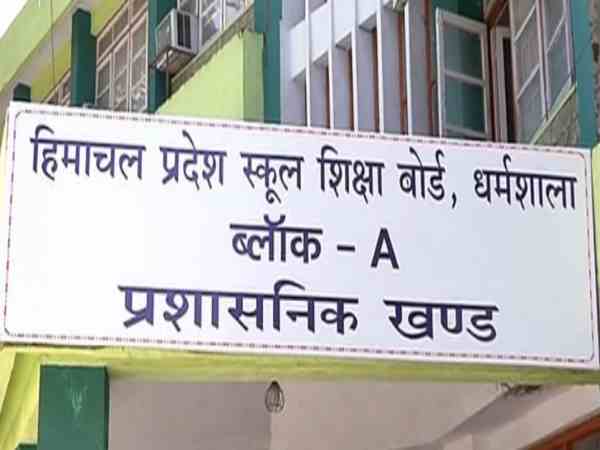 हिमाचल प्रदेश स्कूल शिक्षा बोर्ड, धर्मशाला
ब्लॉक - A
प्रशासनिक खण्ड